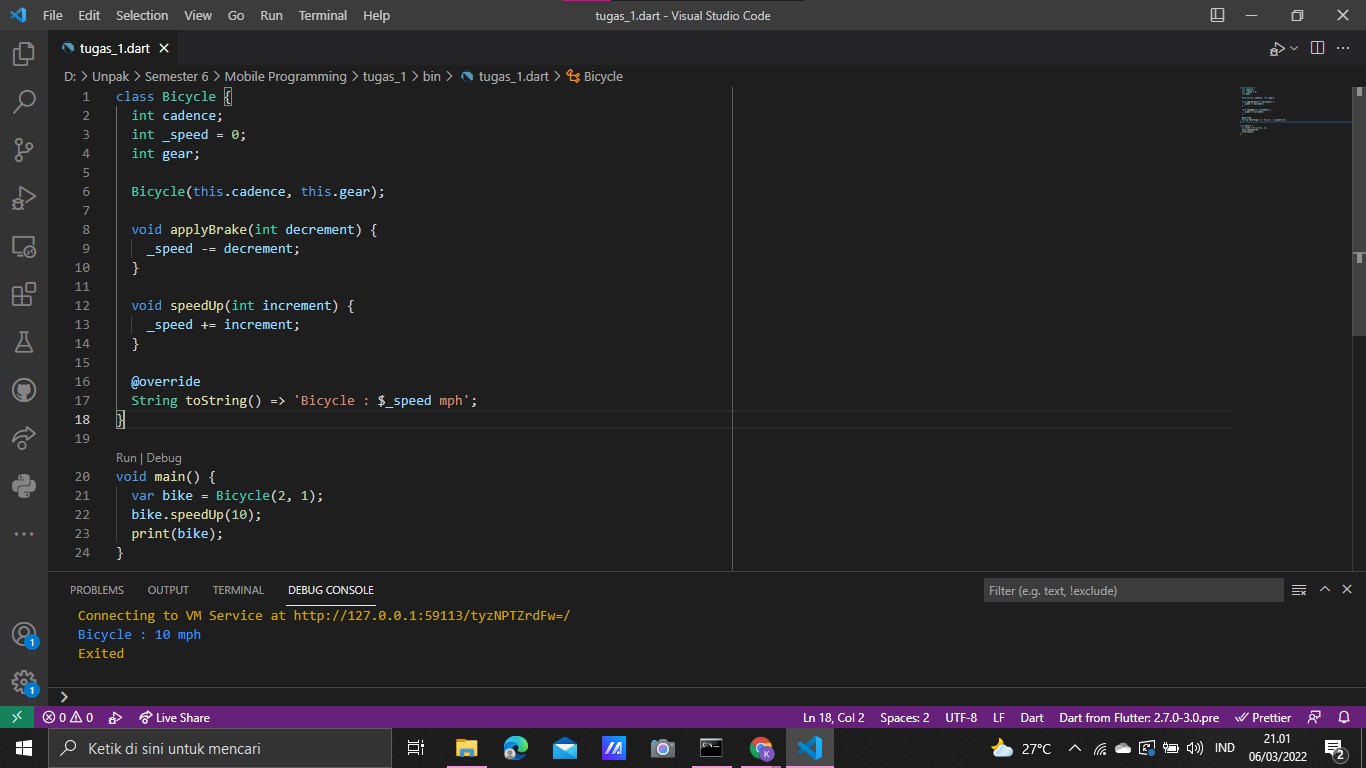 File Edit Selection View Go Run Terminal Help tugas_1.dart - Visual Studio Code
tugas_1.dart
D: > Unpak > Semester 6 > Mobile Programming > tugas_1 > bin > tugas_1.dart > Bicycle
1 class Bicycle {
2 int cadence;
3 int _speed = 0;
4 int gear;
5
6 Bicycle(this.cadence, this.gear);
7
8 void applyBrake(int decrement) {
9 _speed -= decrement;
10 }
11
12 void speedUp(int increment) {
13 _speed += increment;
14 }
15
16 @override
17 String toString() => 'Bicycle : $_speed mph';
18 }
19
Run | Debug
20 void main() {
21 var bike = Bicycle(2, 1);
22 bike.speedUp(10);
23 print(bike);
24 }
PROBLEMS OUTPUT TERMINAL DEBUG CONSOLE Filter (e.g. text, !exclude)
Connecting to VM Service at http://127.0.0.1:59113/tyzNPTZrdFw=/
Bicycle : 10 mph
Exited
1
1
0 0 Live Share Ln 18, Col 2 Spaces: 2 UTF-8 LF Dart Dart from Flutter: 2.7.0-3.0.pre Prettier
Ketik di sini untuk mencari 27°C IND 21.01
06/03/2022 2